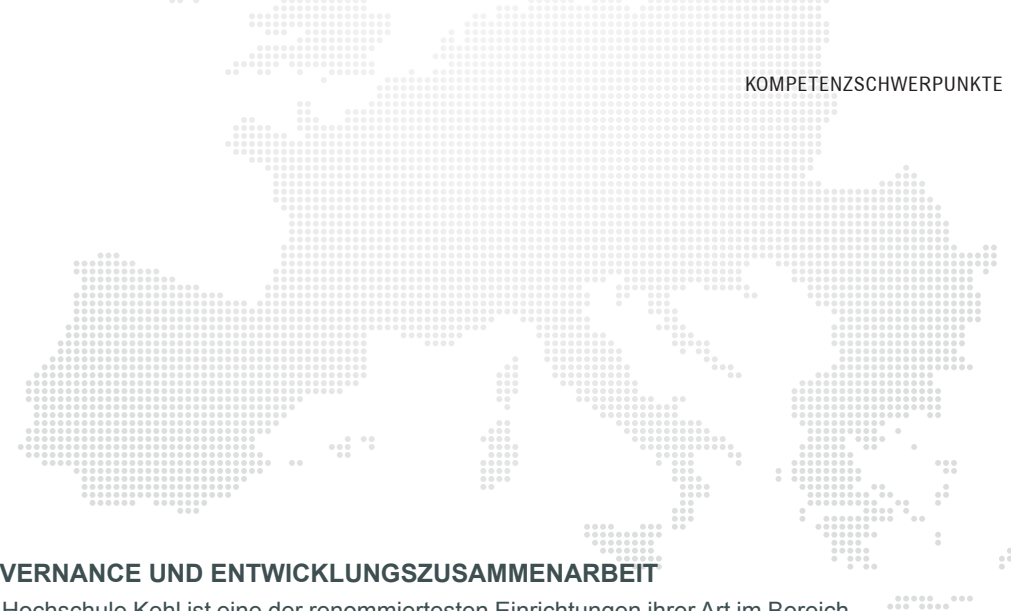 KOMPETENZSCHWERPUNKTE
VERNANCE UND ENTWICKLUNGSZUSAMMENARBEIT
Hochschule Kehl ist eine der renommiertesten Einrichtungen ihrer Art im Bereich